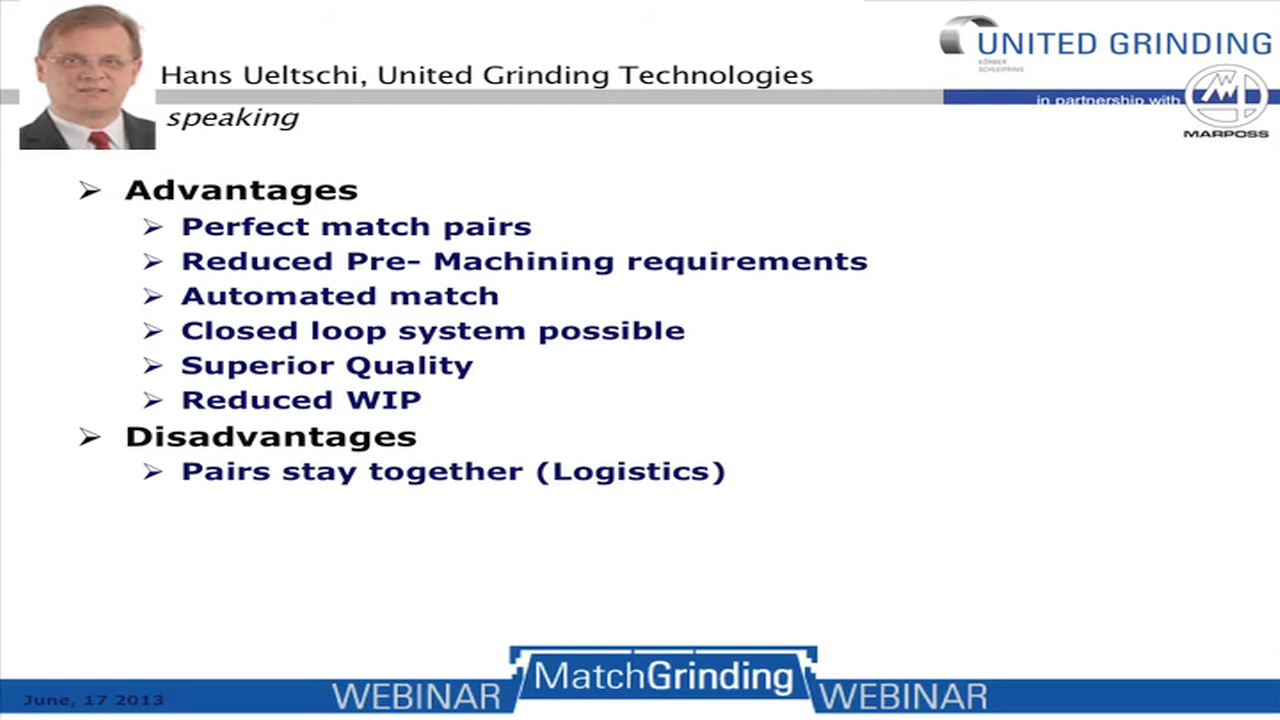 UNITED GRINDING
KÖRBER
SCHLEIFRING
Hans Ueltschi, United Grinding Technologies
in partnership with
speaking
MARPOSS
Advantages
Perfect match pairs
Reduced Pre- Machining requirements
Automated match
Closed loop system possible
Superior Quality
Reduced WIP
Disadvantages
Pairs stay together (Logistics)
June, 17 2013
WEBINAR
MatchGrinding
WEBINAR